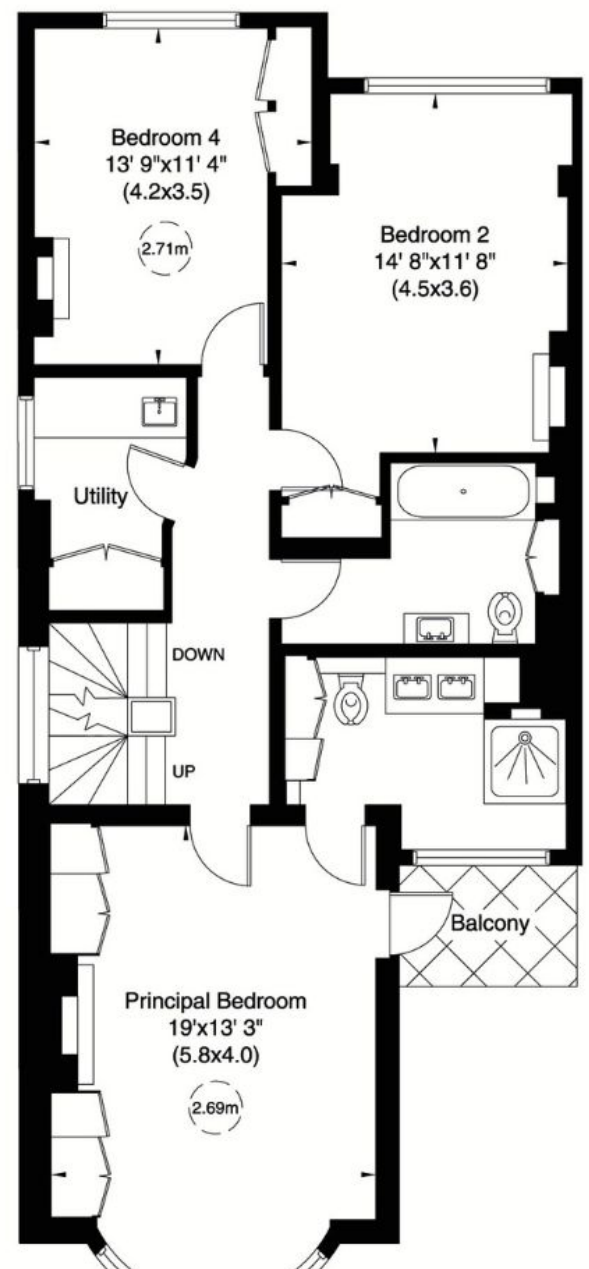 Bedroom 4
13' 9"x11' 4"
(4.2x3.5)
2.71m
Bedroom 2
14' 8"x11' 8"
(4.5x3.6)
Utility
DOWN
UP
Balcony
Principal Bedroom
19'x13' 3"
(5.8x4.0)
2.69m